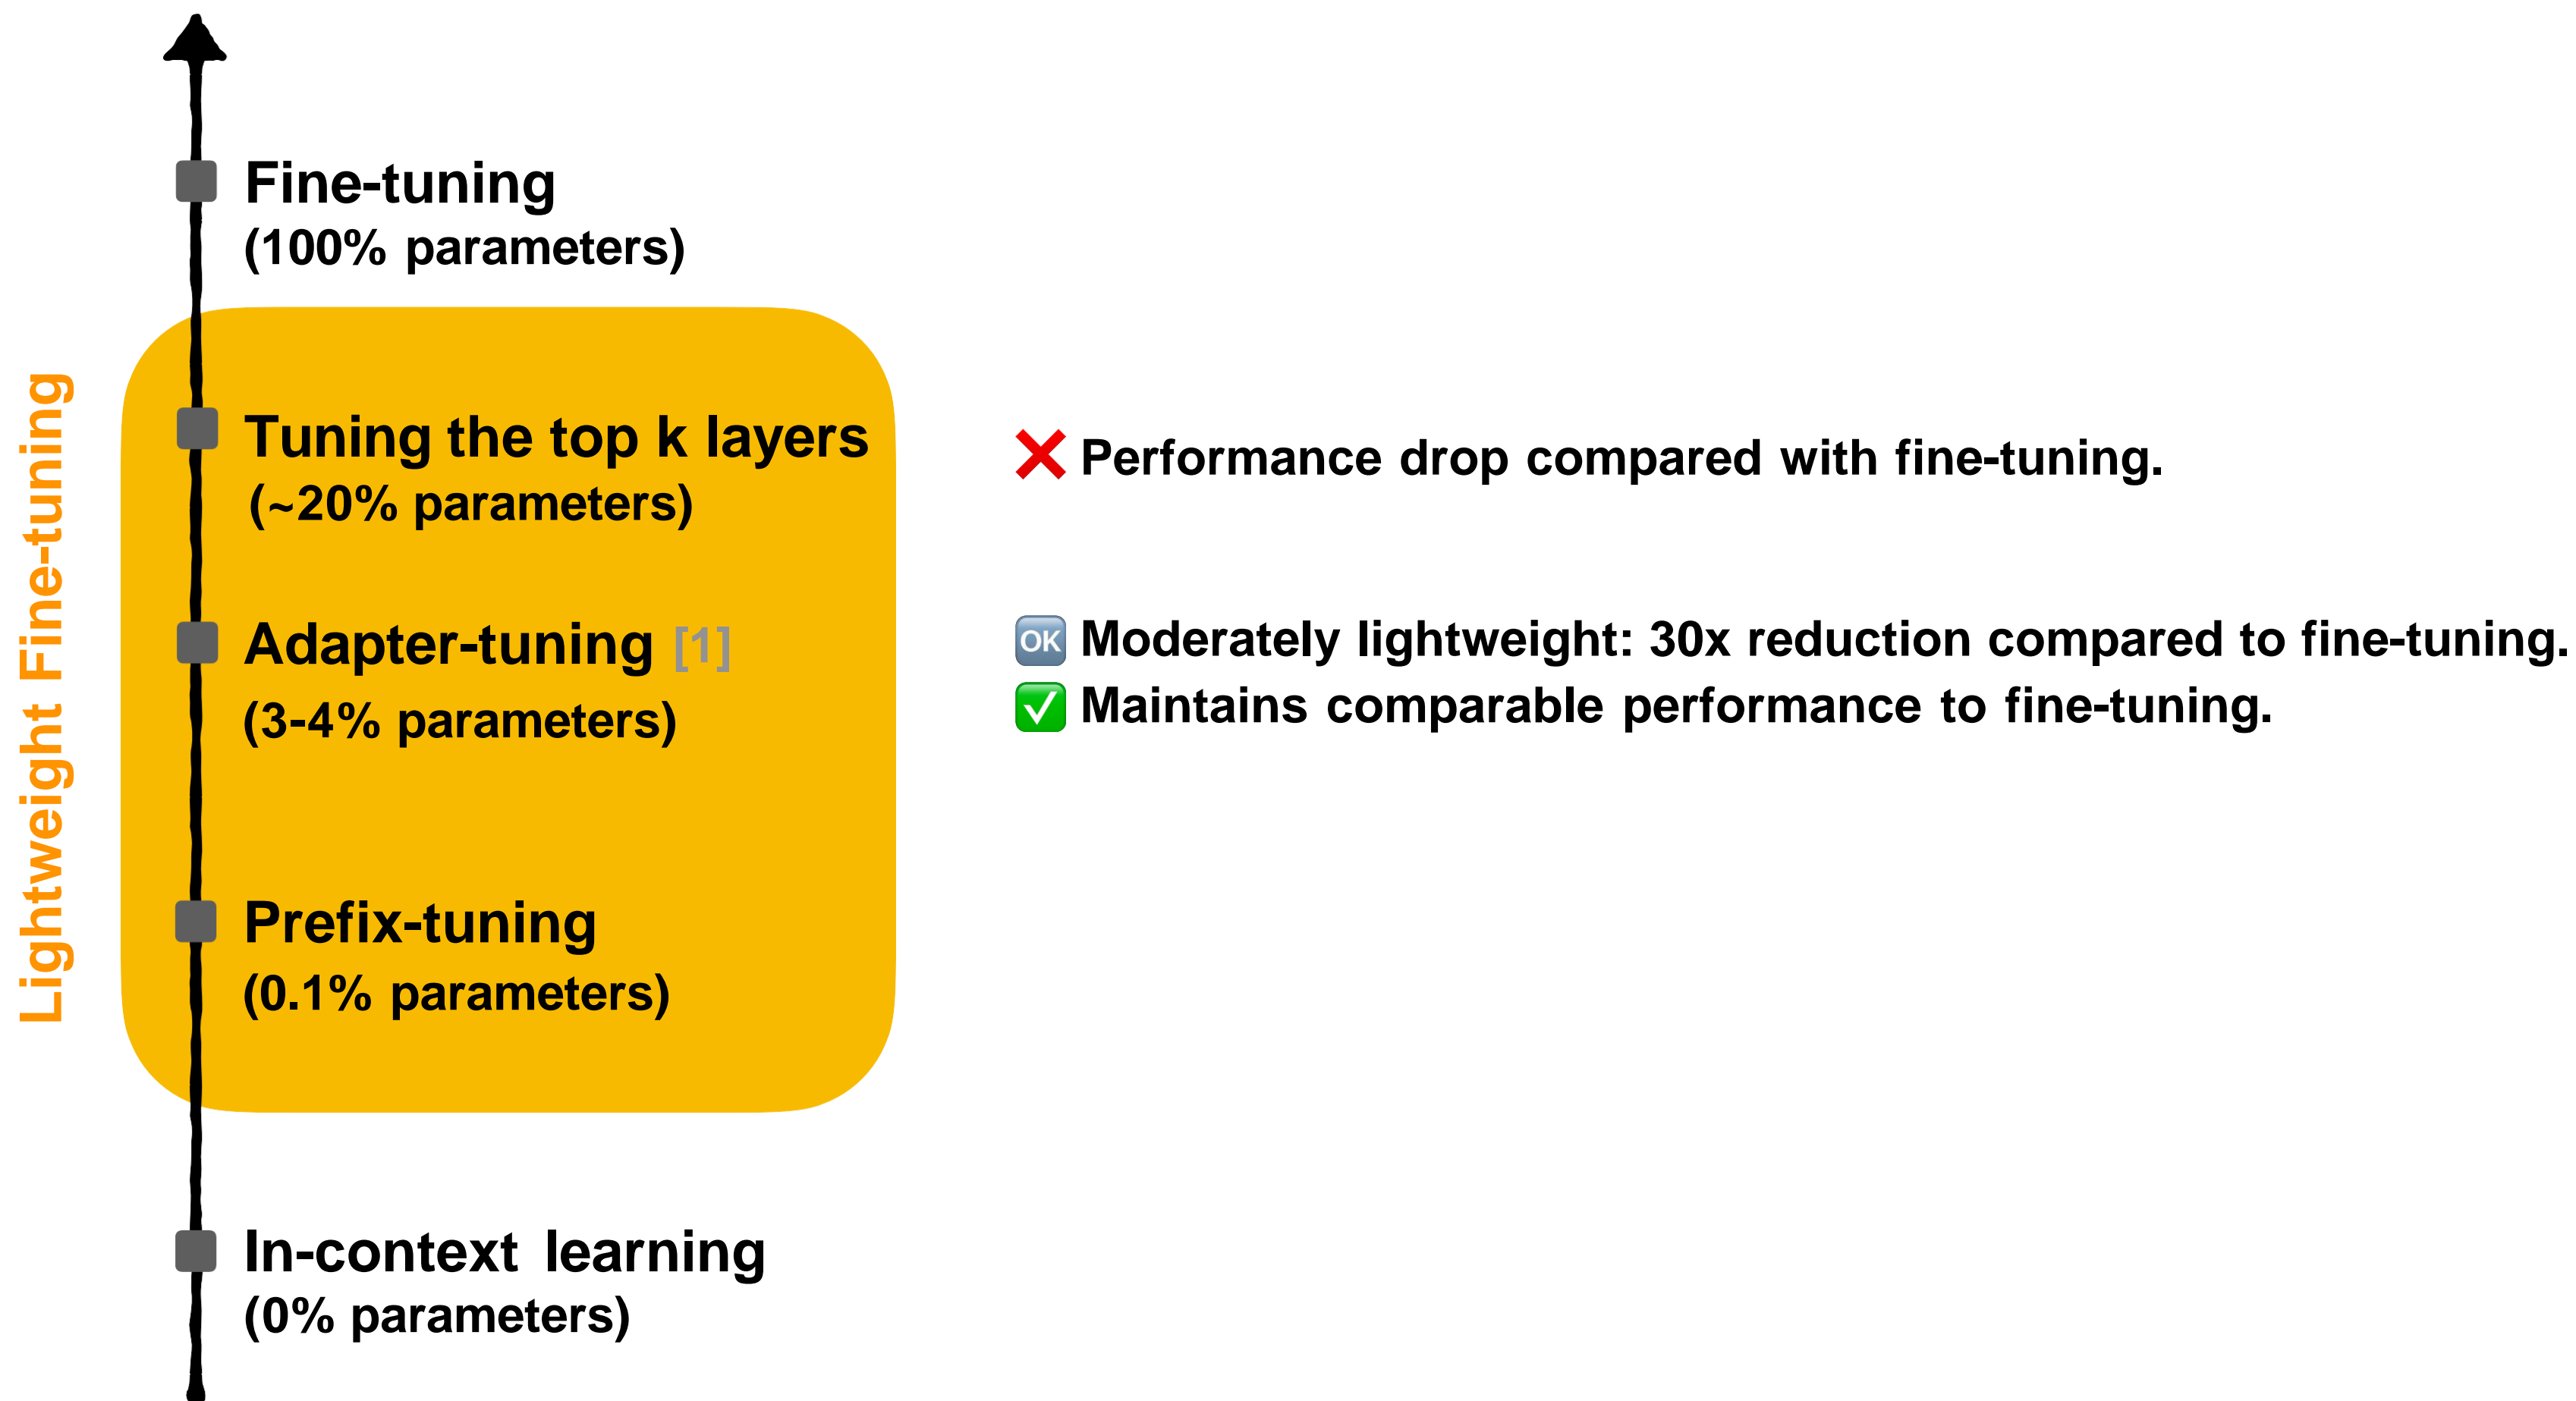 Fine-tuning
(100% parameters)
Lightweight Fine-tuning
Tuning the top k layers
(~20% parameters)
❌ Performance drop compared with fine-tuning.
Adapter-tuning [1]
(3-4% parameters)
🆗 Moderately lightweight: 30x reduction compared to fine-tuning.
✅ Maintains comparable performance to fine-tuning.
Prefix-tuning
(0.1% parameters)
In-context learning
(0% parameters)